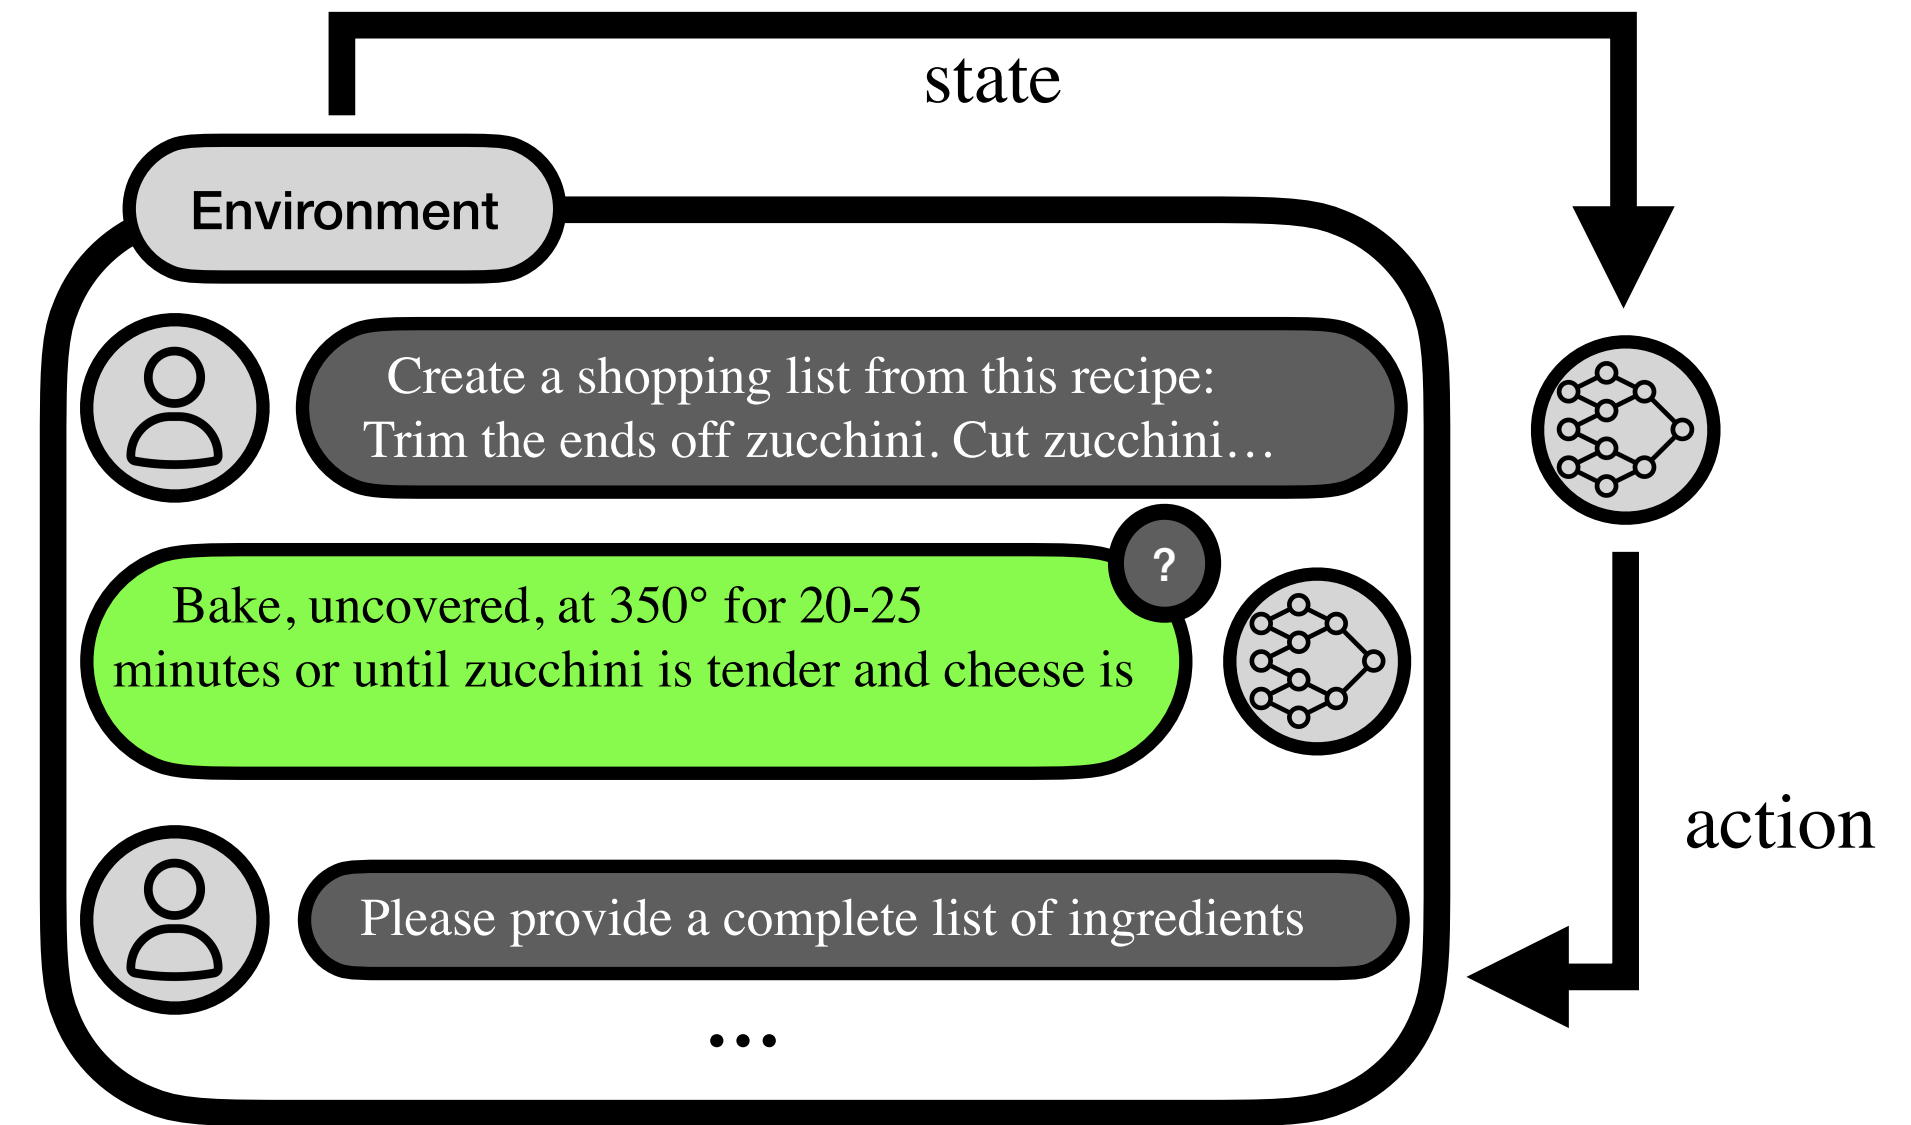 state
Environment
Create a shopping list from this recipe:
Trim the ends off zucchini. Cut zucchini…
?
Bake, uncovered, at 350° for 20-25
minutes or until zucchini is tender and cheese is
action
Please provide a complete list of ingredients
...